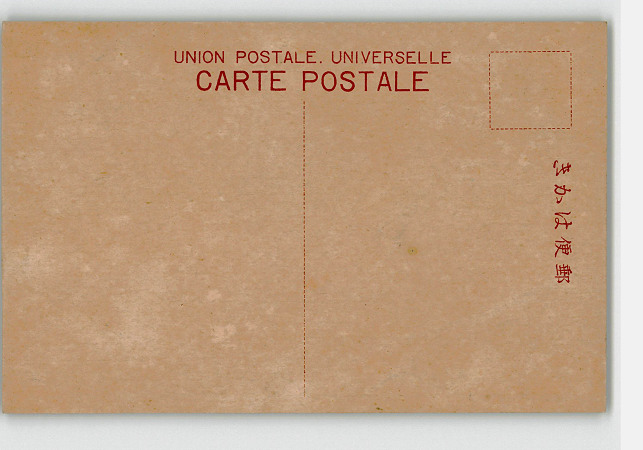 UNION POSTALE. UNIVERSELLE
CARTE POSTALE
郵便はかき